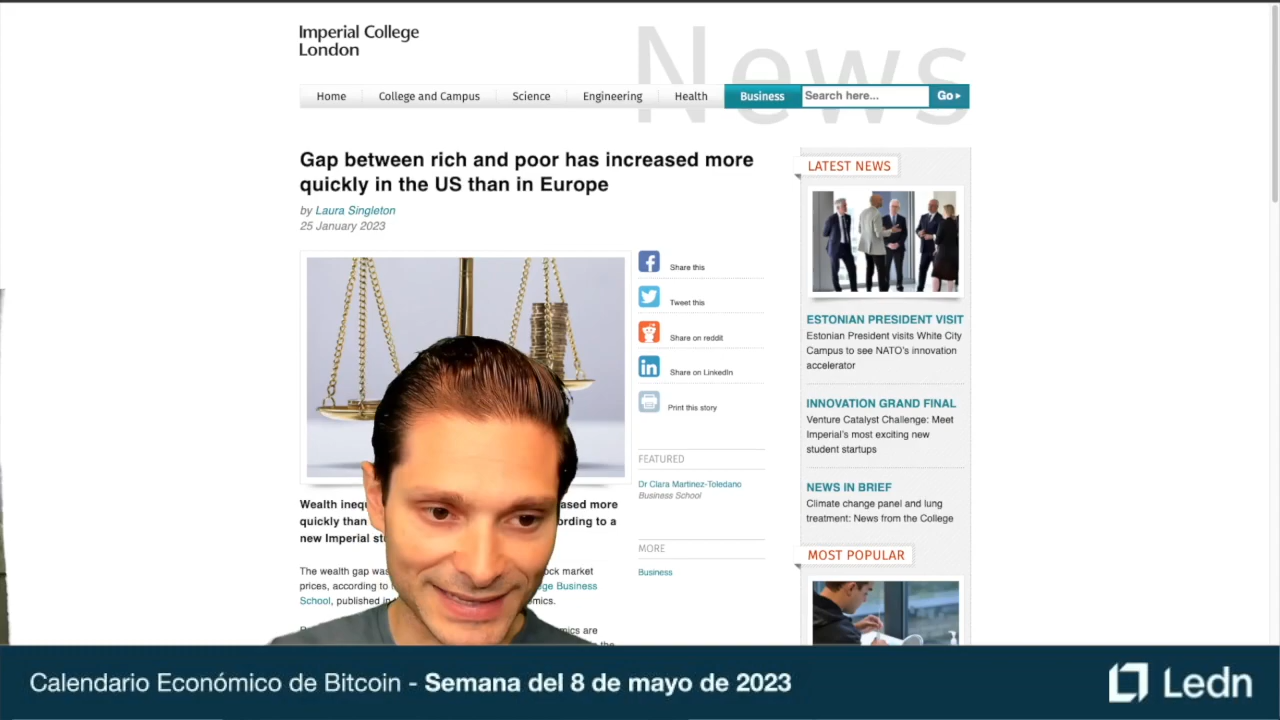 Imperial College
London
News
Home
College and Campus
Science
Engineering
Health
Business
Search here...
Go
Gap between rich and poor has increased more
quickly in the US than in Europe
by Laura Singleton
25 January 2023
Share this
Tweet this
Share on reddit
Share on LinkedIn
Print this story
FEATURED
Dr Clara Martinez-Toledano
Business School
MORE
Business
Wealth ased more
quickly than ording to a
new Imperial
The wealth gap ock market
prices, according to ge Business
School, published
are
LATEST NEWS
ESTONIAN PRESIDENT VISIT
Estonian President visits White City
Campus to see NATO's innovation
accelerator
INNOVATION GRAND FINAL
Venture Catalyst Challenge: Meet
Imperial's most exciting new
student startups
NEWS IN BRIEF
Climate change panel and lung
treatment: News from the College
MOST POPULAR
Calendario Económico de Bitcoin - Semana del 8 de mayo de 2023
Ledn